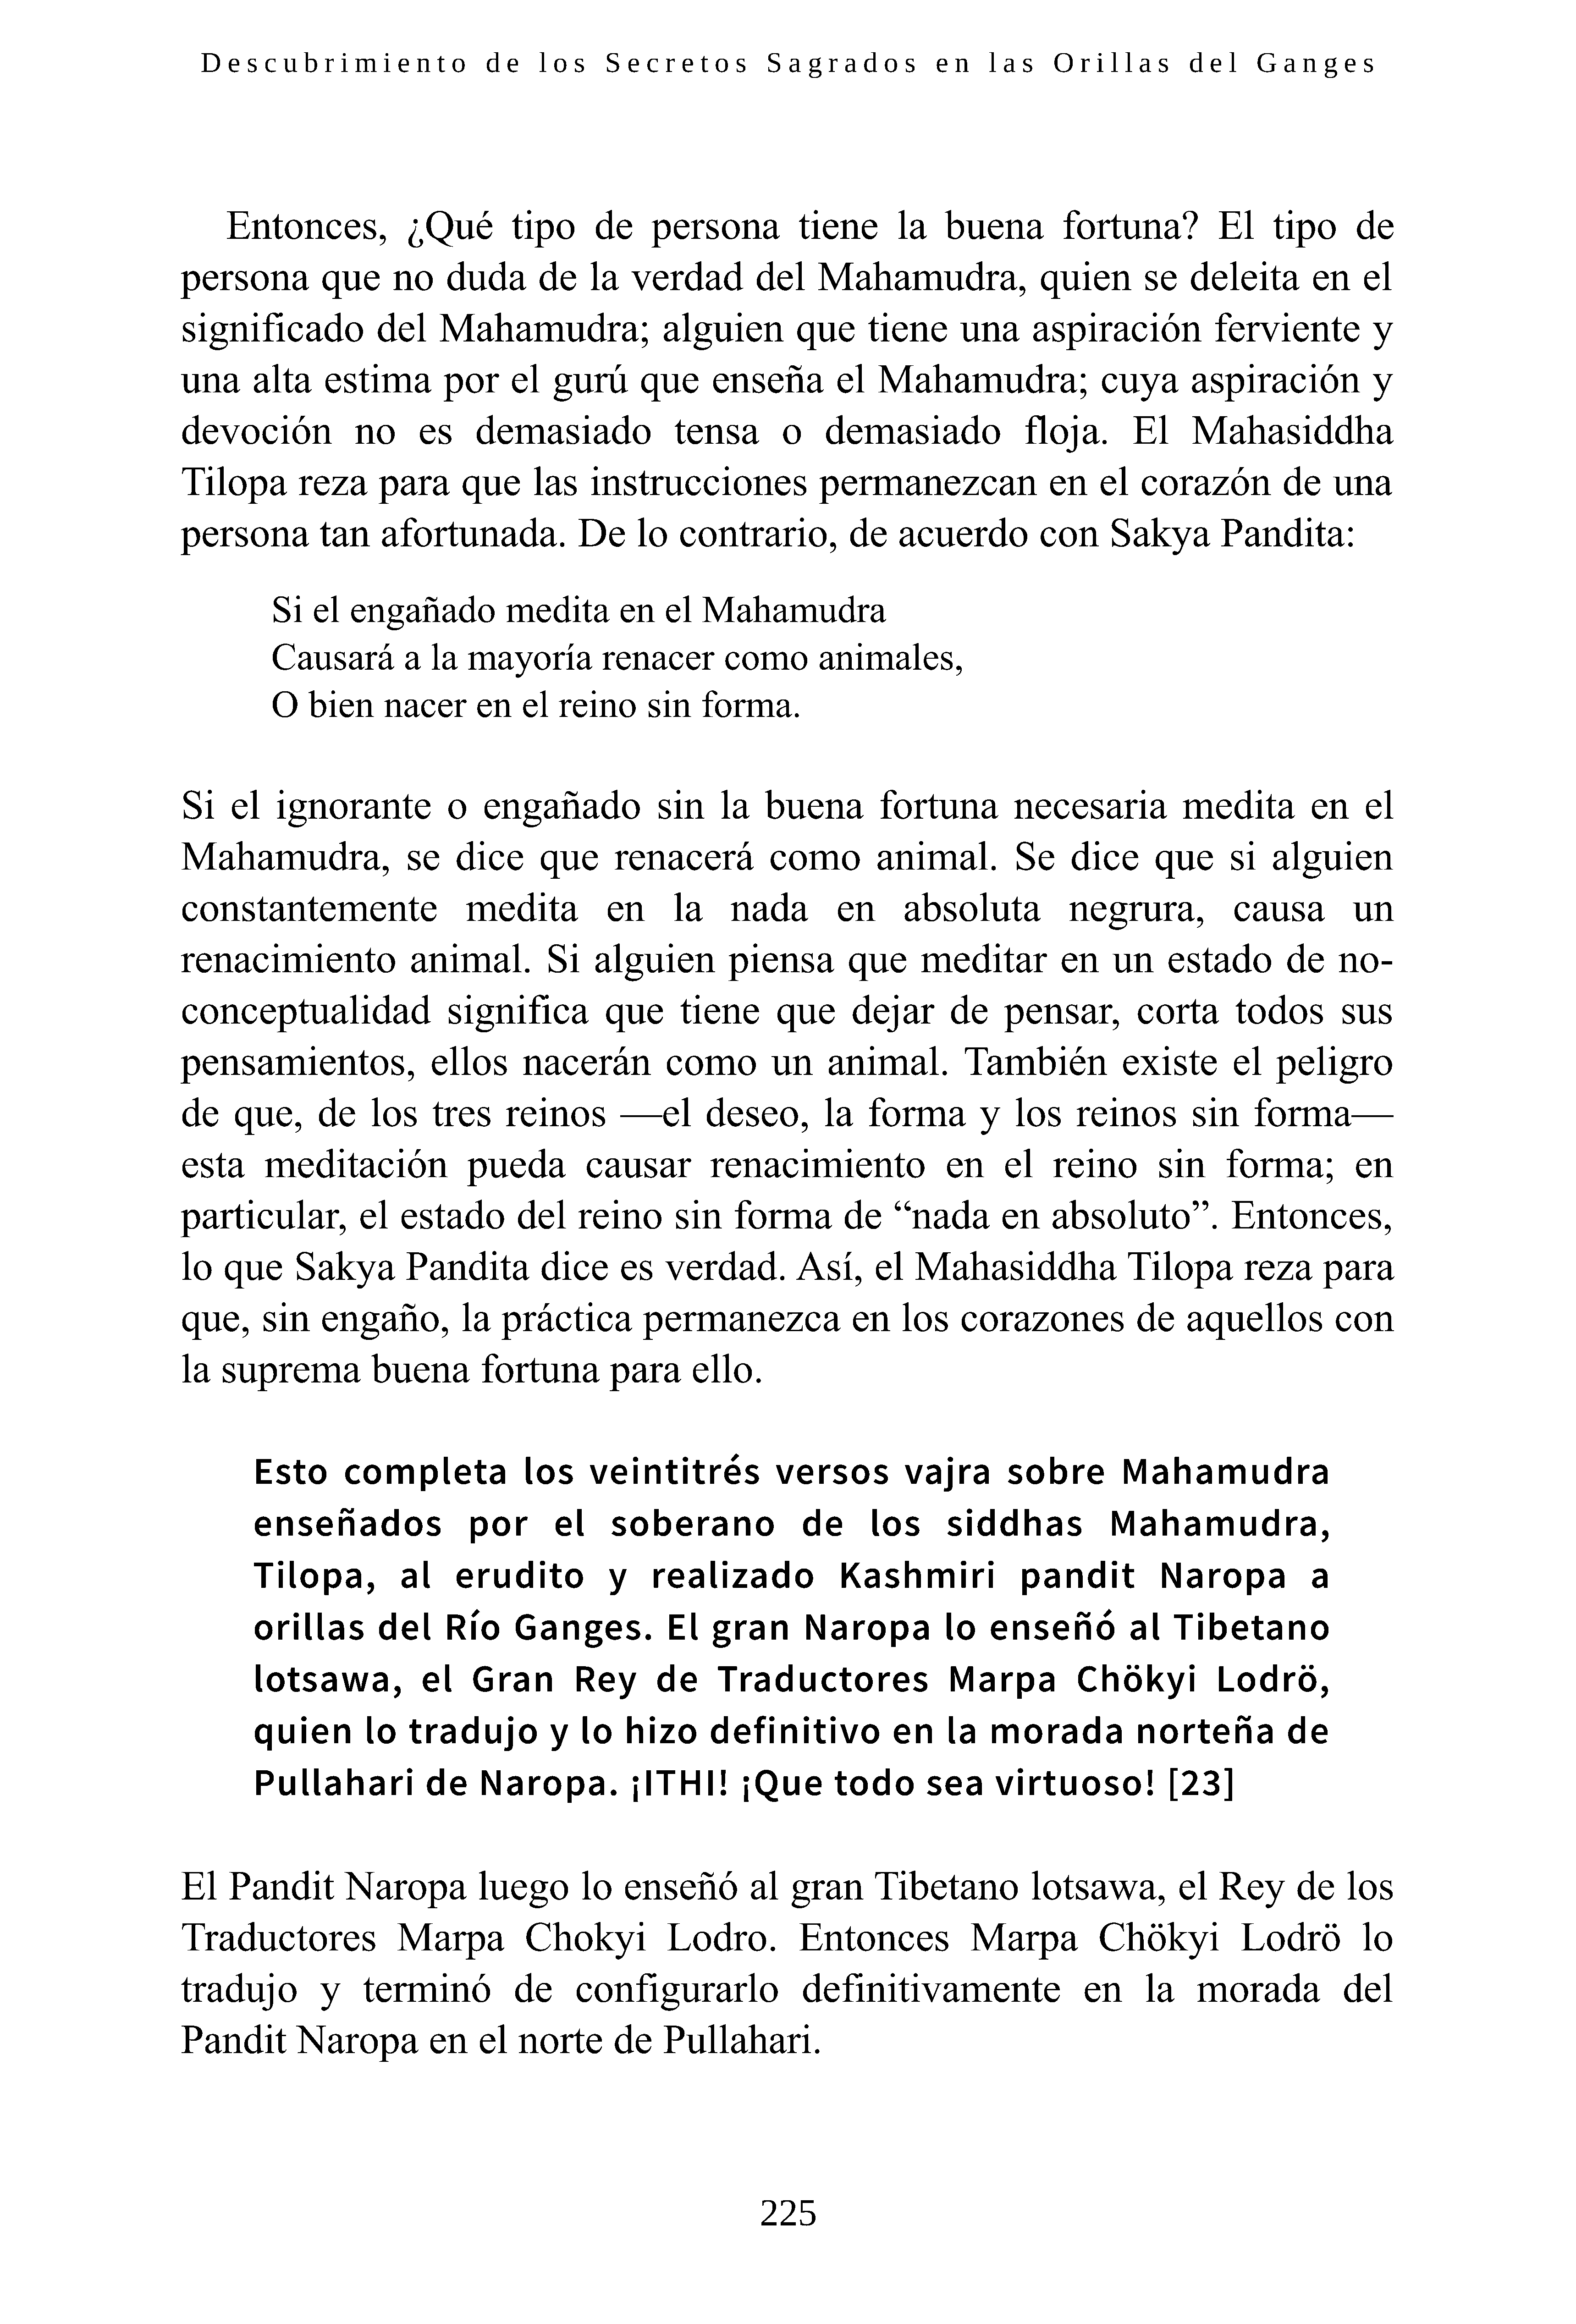 Descubrimiento de los Secretos Sagrados en las Orillas del Ganges
Entonces, ¿Qué tipo de persona tiene la buena fortuna? El tipo de
persona que no duda de la verdad del Mahamudra, quien se deleita en el
significado del Mahamudra; alguien que tiene una aspiración ferviente y
una alta estima por el gurú que enseña el Mahamudra; cuya aspiración y
devoción no es demasiado tensa o demasiado floja. El Mahasiddha
Tilopa reza para que las instrucciones permanezcan en el corazón de una
persona tan afortunada. De lo contrario, de acuerdo con Sakya Pandita:
Si el engañado medita en el Mahamudra
Causará a la mayoría renacer como animales,
O bien nacer en el reino sin forma.
Si el ignorante o engañado sin la buena fortuna necesaria medita en el
Mahamudra, se dice que renacerá como animal. Se dice que si alguien
constantemente medita en la nada en absoluta negrura, causa un
renacimiento animal. Si alguien piensa que meditar en un estado de no-
conceptualidad significa que tiene que dejar de pensar, corta todos sus
pensamientos, ellos nacerán como un animal. También existe el peligro
de que, de los tres reinos —el deseo, la forma y los reinos sin forma—
esta meditación pueda causar renacimiento en el reino sin forma; en
particular, el estado del reino sin forma de “nada en absoluto”. Entonces,
lo que Sakya Pandita dice es verdad. Así, el Mahasiddha Tilopa reza para
que, sin engaño, la práctica permanezca en los corazones de aquellos con
la suprema buena fortuna para ello.
Esto completa los veintitrés versos vajra sobre Mahamudra
enseñados por el soberano de los siddhas Mahamudra,
Tilopa, al erudito y realizado Kashmiri pandit Naropa a
orillas del Río Ganges. El gran Naropa lo enseñó al Tibetano
lotsawa, el Gran Rey de Traductores Marpa Chökyi Lodrö,
quien lo tradujo y lo hizo definitivo en la morada norteña de
Pullahari de Naropa. ¡ITHI! ¡Que todo sea virtuoso! [23]
El Pandit Naropa luego lo enseñó al gran Tibetano lotsawa, el Rey de los
Traductores Marpa Chokyi Lodro. Entonces Marpa Chökyi Lodrö lo
tradujo y terminó de configurarlo definitivamente en la morada del
Pandit Naropa en el norte de Pullahari.
225